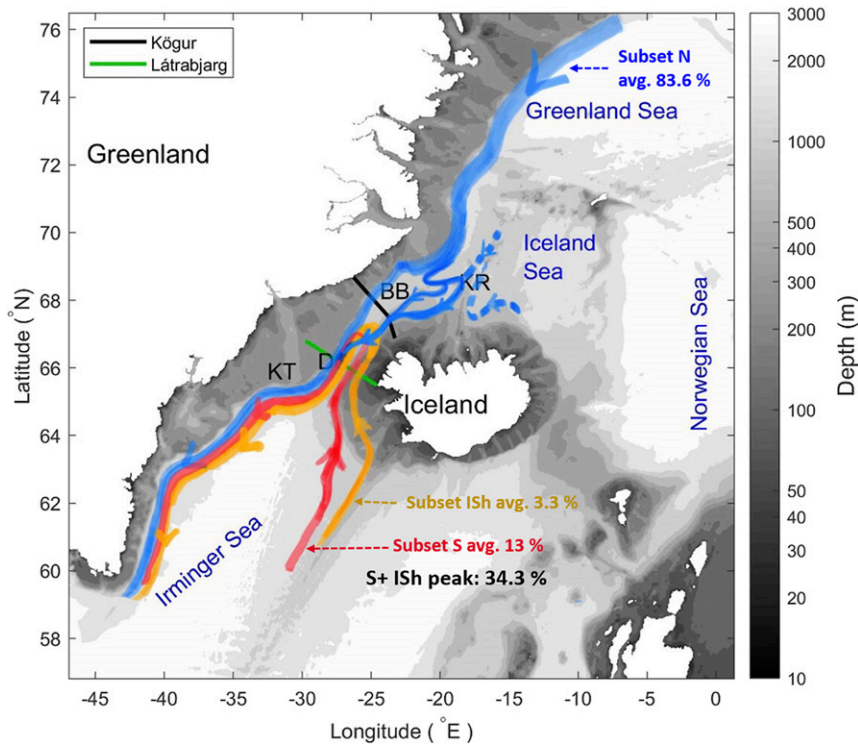 Kögur
Látrabjarg
Subset N
avg. 83.6 %
Greenland Sea
Greenland
Iceland
Sea
KR
BB
Norwegian Sea
KT
D
Iceland
Subset ISh avg. 3.3 %
Subset S avg. 13 %
S+ ISh peak: 34.3 %
Irminger Sea
76
74
72
70
68
66
64
62
60
58
Latitude (°N)
-45
-40
-35
-30
-25
-20
-15
-10
-5
0
Longitude (°E)
3000
2000
1000
500
400
300
200
100
50
40
30
20
10
Depth (m)